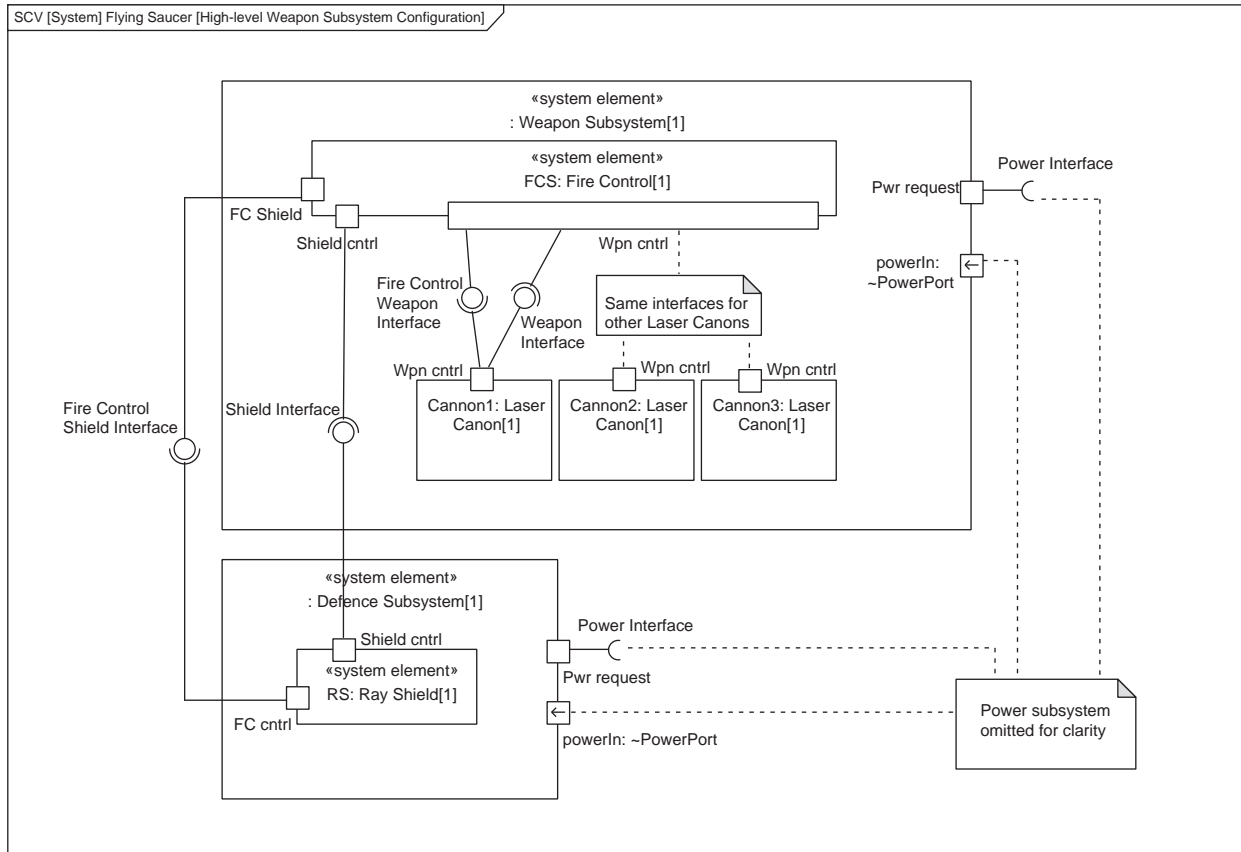 SCV [System] Flying Saucer [High-level Weapon Subsystem Configuration]
«system element»
: Weapon Subsystem[1]
«system element»
FCS: Fire Control[1]
Power Interface
Pwr request
FC Shield
Shield cntrl
Wpn cntrl
powerIn:
~PowerPort
Fire Control
Weapon
Interface
Same interfaces for
other Laser Canons
Weapon
Interface
Wpn cntrl
Wpn cntrl
Wpn cntrl
Fire Control
Shield Interface
Shield Interface
Cannon1: Laser
Canon[1]
Cannon2: Laser
Canon[1]
Cannon3: Laser
Canon[1]
«system element»
: Defence Subsystem[1]
Shield cntrl
Power Interface
«system element»
RS: Ray Shield[1]
Pwr request
FC cntrl
powerIn: ~PowerPort
Power subsystem
omitted for clarity